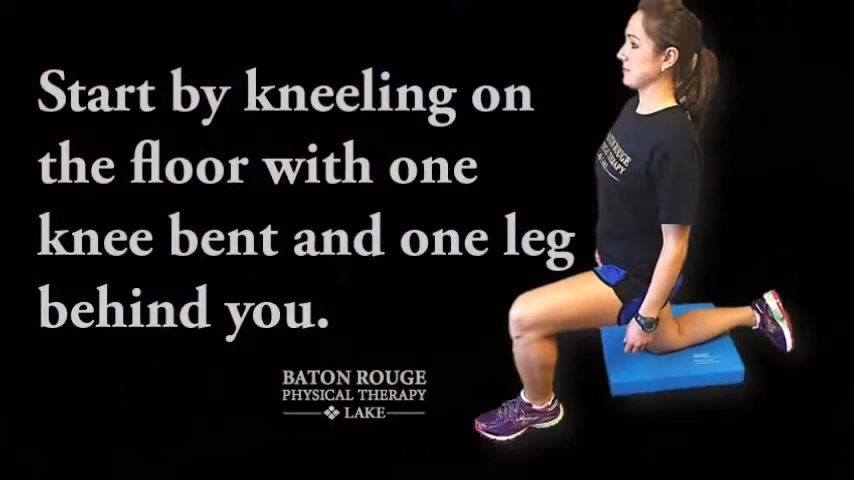 Start by kneeling on
the floor with one
knee bent and one leg
behind you.
BATON ROUGE
PHYSICAL THERAPY
LAKE